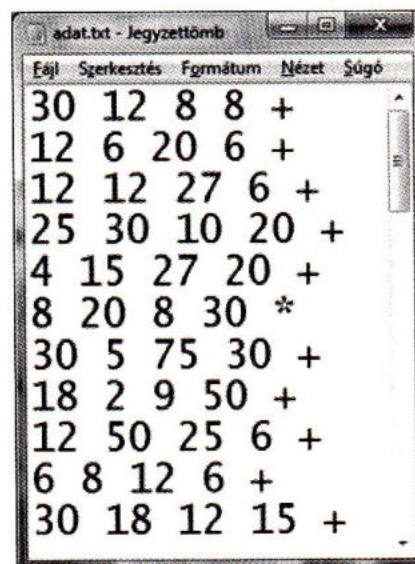 adat.txt - Jegyzettömb
Fájl Szerkesztés Formátum Nézet Súgó
30 12 8 8 +
12 6 20 6 +
12 12 27 6 +
25 30 10 20 +
4 15 27 20 +
8 20 8 30 *
30 5 75 30 +
18 2 9 50 +
12 50 25 6 +
6 8 12 6 +
30 18 12 15 +